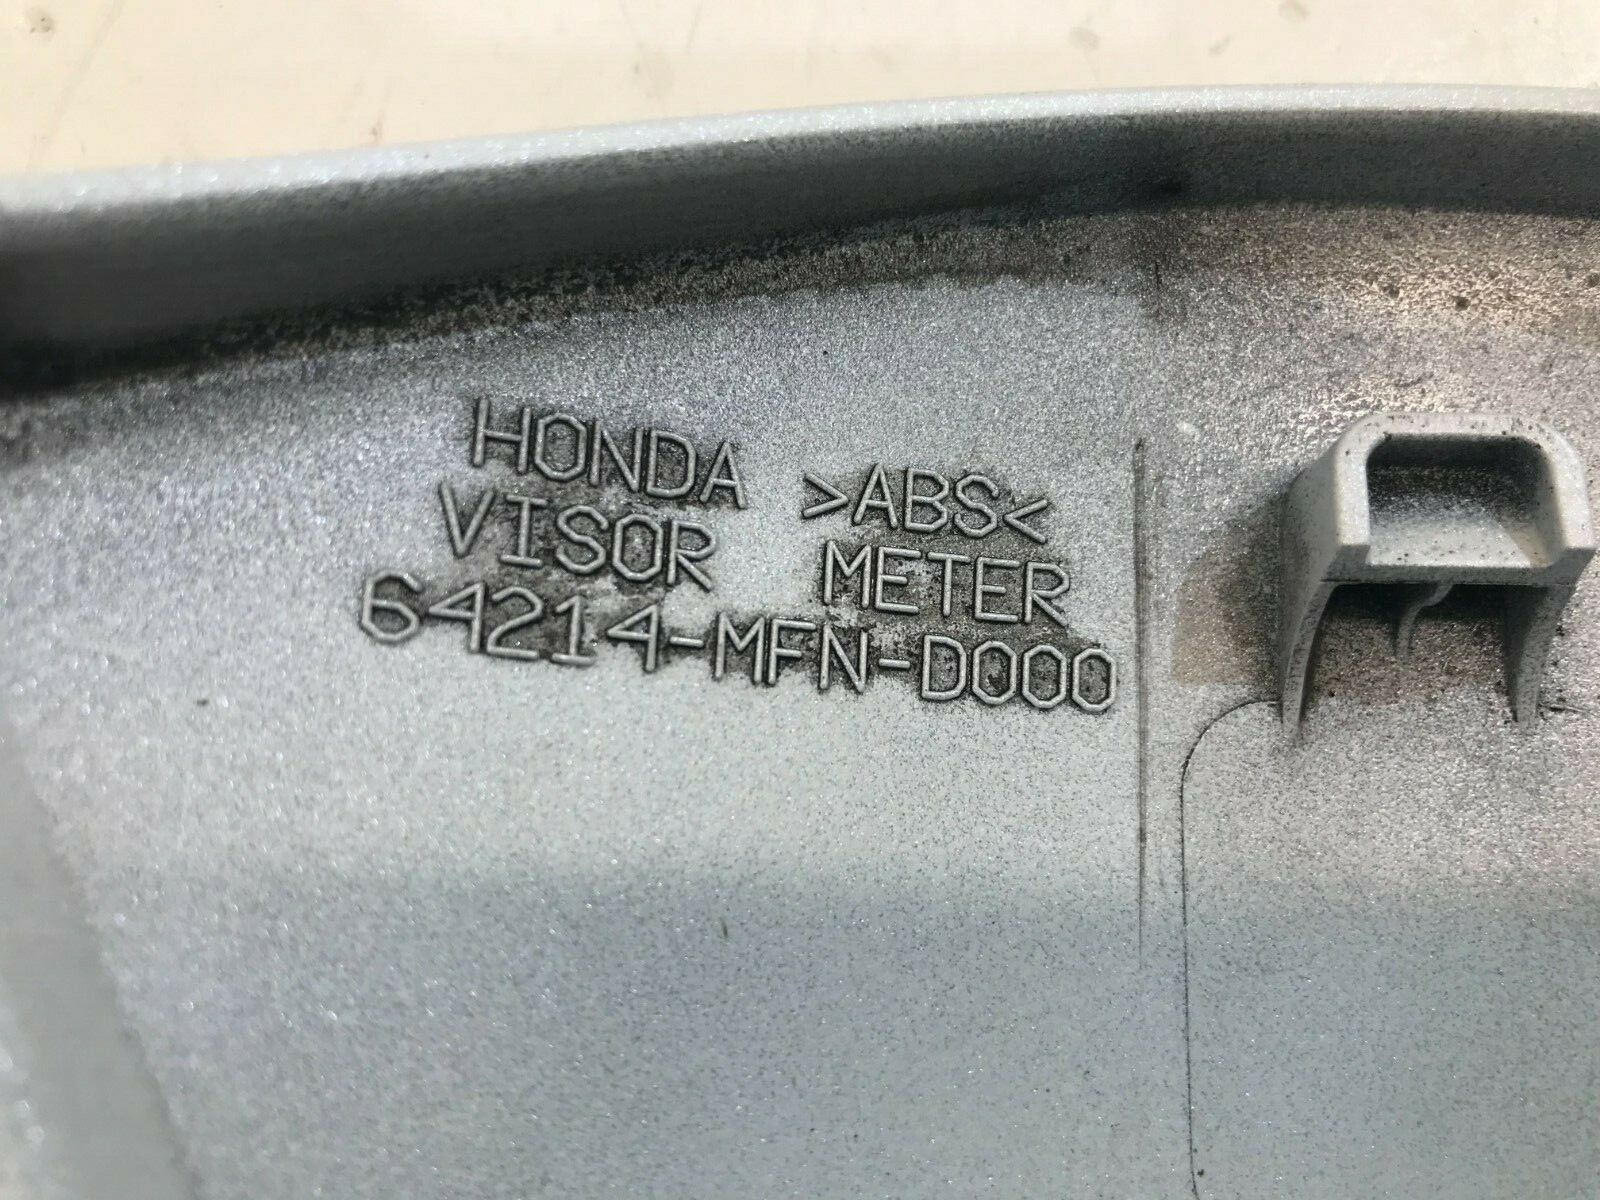 HONDA >ABS<
VISOR METER
64214-MFN-D000